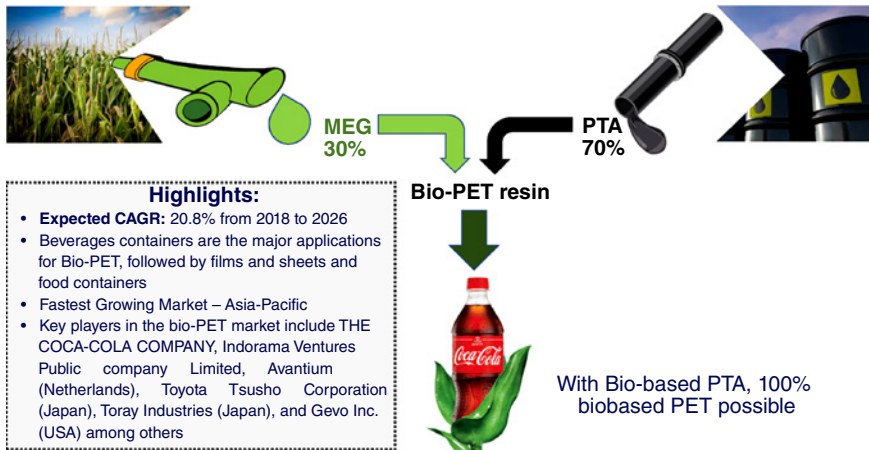 MEG
30%
PTA
70%
Bio-PET resin
Highlights:
• Expected CAGR: 20.8% from 2018 to 2026
• Beverages containers are the major applications
for Bio-PET, followed by films and sheets and
food containers
• Fastest Growing Market – Asia-Pacific
• Key players in the bio-PET market include THE
COCA-COLA COMPANY, Indorama Ventures
Public company Limited, Avantium
(Netherlands), Toyota Tsusho Corporation
(Japan), Toray Industries (Japan), and Gevo Inc.
(USA) among others
Coca-Cola
With Bio-based PTA, 100%
biobased PET possible